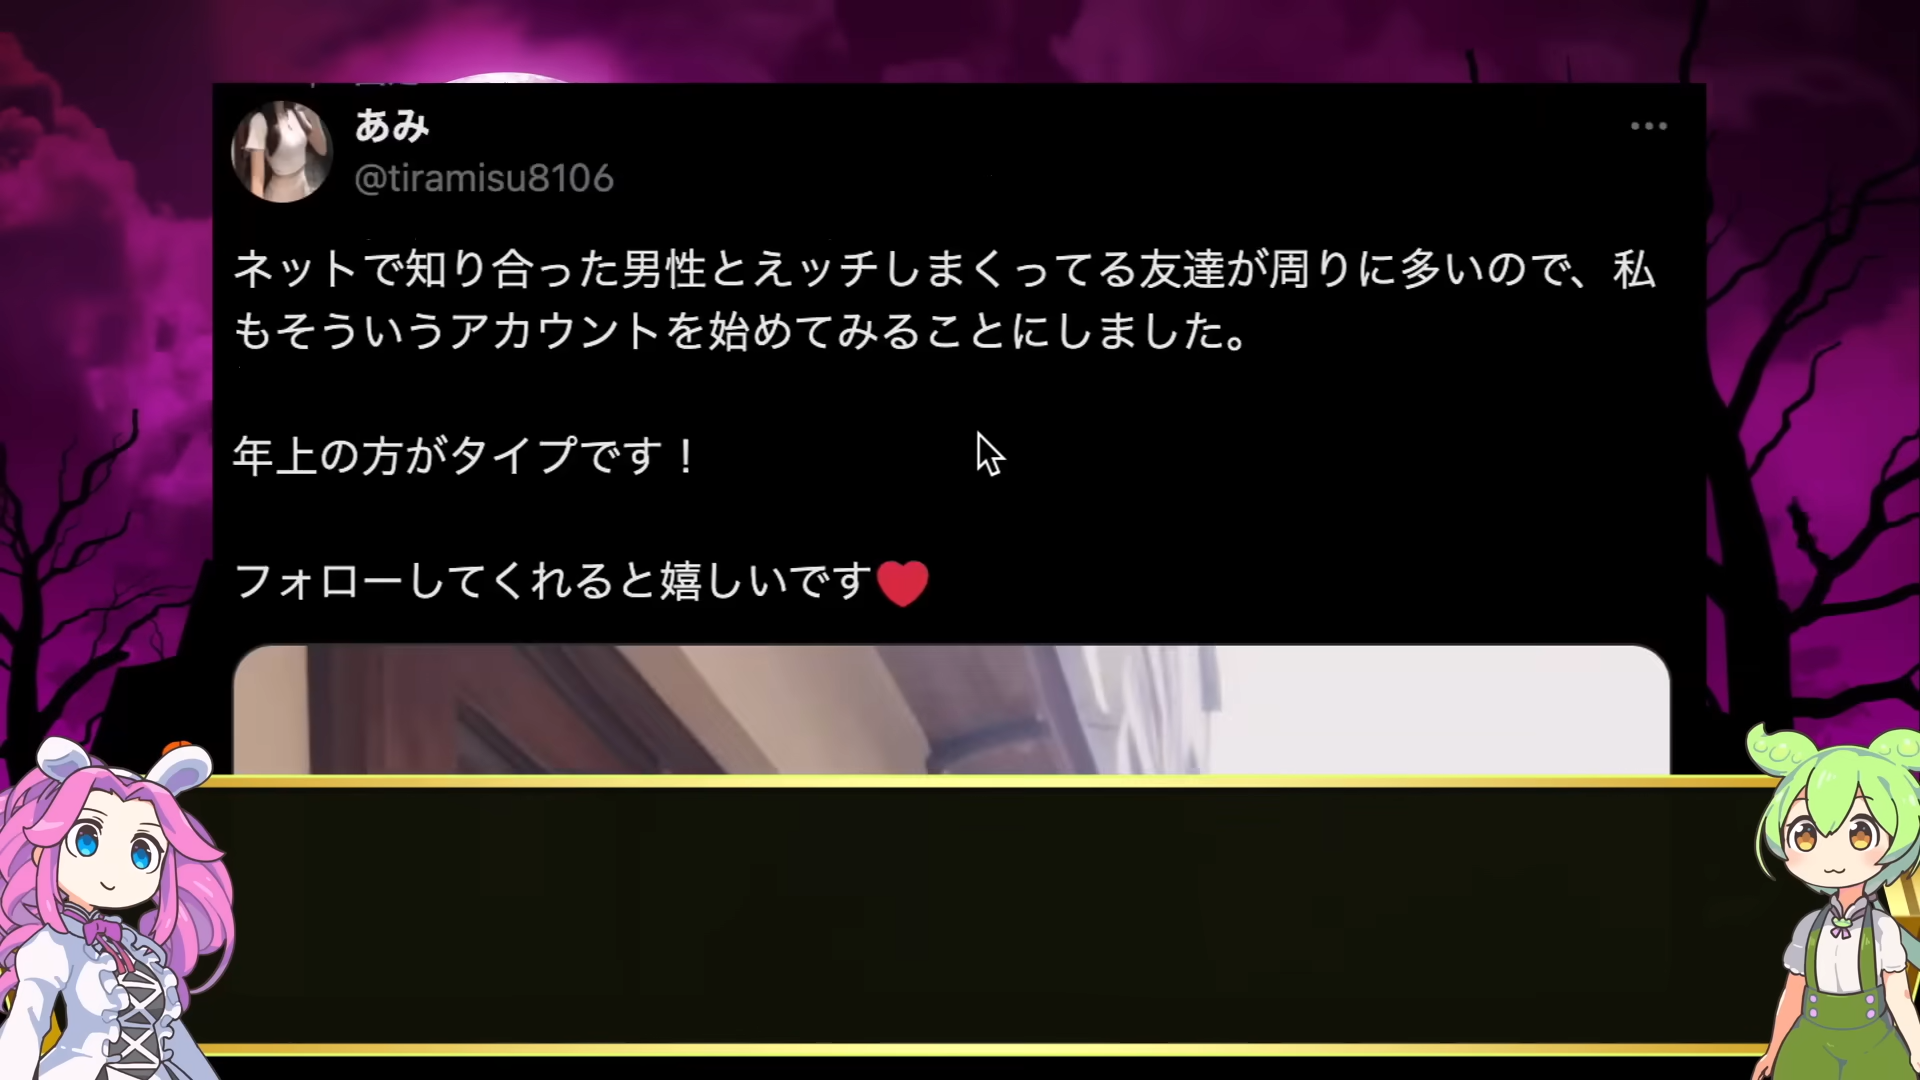 あみ
@tiramisu8106
ネットで知り合った男性とえッチしまくってる友達が周りに多いので、私
もそういうアカウントを始めてみることにしました。
年上の方がタイプです！
フォローしてくれると嬉しいです❤️